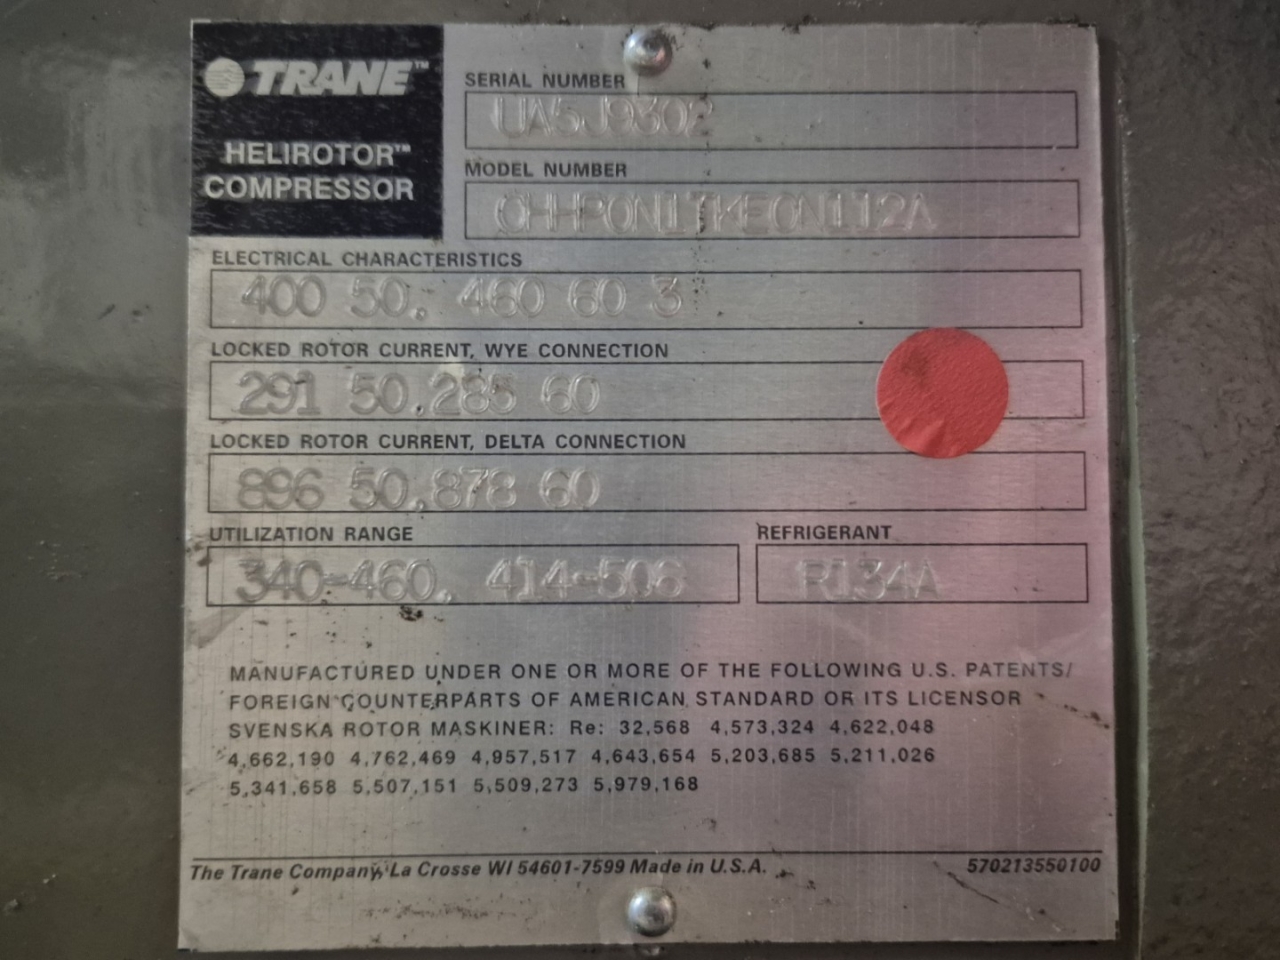 TRANE™
HELIROTOR™
COMPRESSOR
SERIAL NUMBER
UA5J9302
MODEL NUMBER
CHHP0N1TKE0N112A
ELECTRICAL CHARACTERISTICS
400 50. 460 60 3
LOCKED ROTOR CURRENT, WYE CONNECTION
291 50.285 60
LOCKED ROTOR CURRENT, DELTA CONNECTION
896 50.878 60
UTILIZATION RANGE
340-460. 414-506
REFRIGERANT
R134A
MANUFACTURED UNDER ONE OR MORE OF THE FOLLOWING U.S. PATENTS/
FOREIGN COUNTERPARTS OF AMERICAN STANDARD OR ITS LICENSOR
SVENSKA ROTOR MASKINER: Re: 32,568 4,573,324 4,622,048
4,662,190 4,762,469 4,957,517 4,643,654 5,203,685 5,211,026
5,341,658 5,507,151 5,509,273 5,979,168
The Trane Company, La Crosse WI 54601-7599 Made in U.S.A.
570213550100